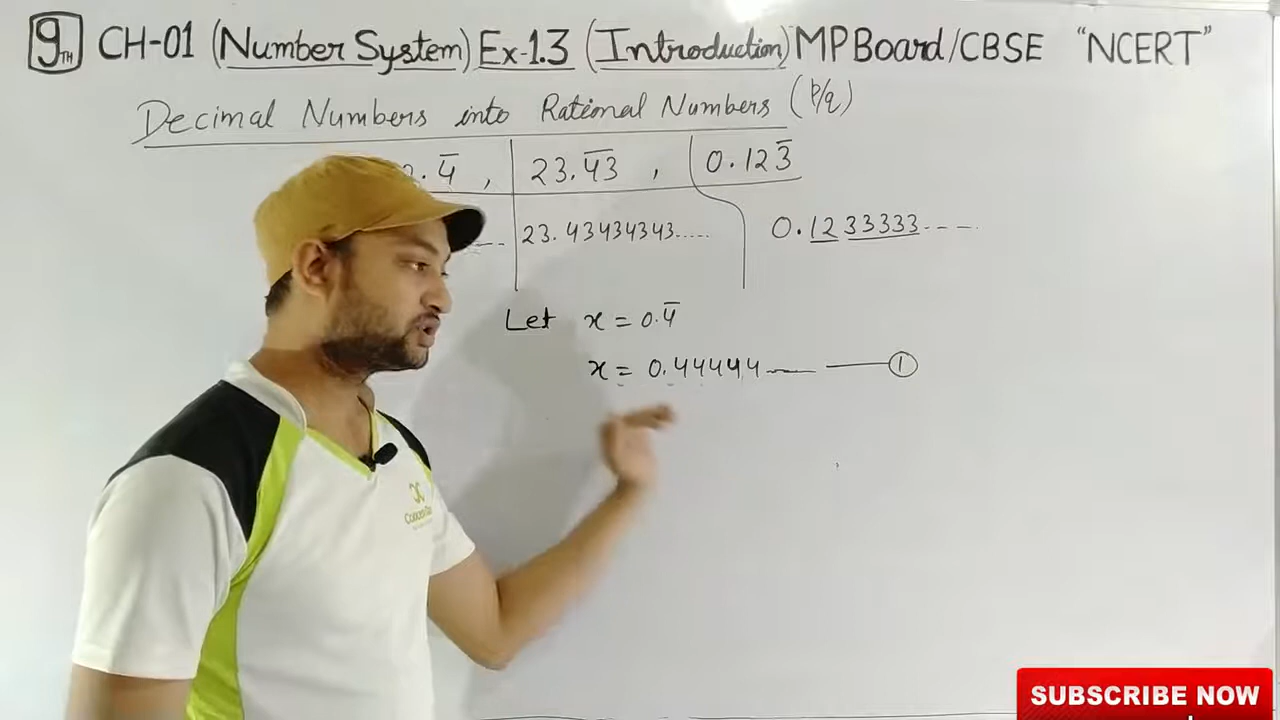 9TH CH-01 (Number System) Ex-1.3 (Introduction) MP Board/CBSE "NCERT"
Decimal Numbers into Rational Numbers (p/q)
.4̅ , 23.4̅3̅ , 0.123̅
23.43434343..... 0.1233333----
Let x = 0.4̅
x = 0.44444...... ——— ①
SUBSCRIBE NOW